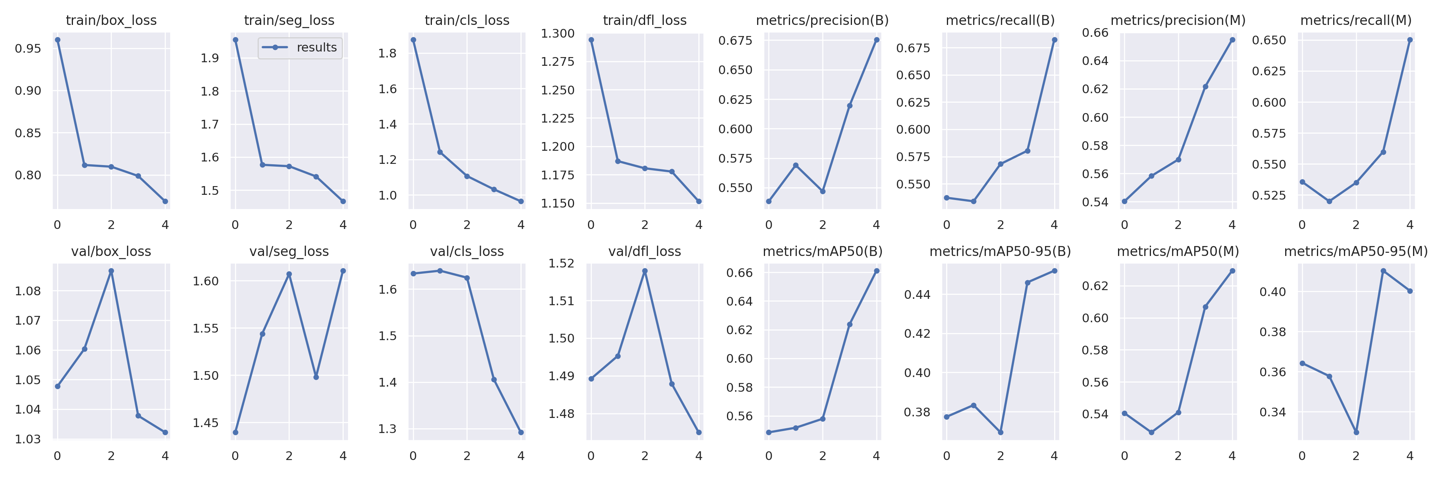 train/box_loss
0.95
0.90
0.85
0.80
0 2 4
train/seg_loss
results
1.9
1.8
1.7
1.6
1.5
0 2 4
train/cls_loss
1.8
1.6
1.4
1.2
1.0
0 2 4
train/dfl_loss
1.300
1.275
1.250
1.225
1.200
1.175
1.150
0 2 4
metrics/precision(B)
0.675
0.650
0.625
0.600
0.575
0.550
0 2 4
metrics/recall(B)
0.675
0.650
0.625
0.600
0.575
0.550
0 2 4
metrics/precision(M)
0.66
0.64
0.62
0.60
0.58
0.56
0.54
0 2 4
metrics/recall(M)
0.650
0.625
0.600
0.575
0.550
0.525
0 2 4
val/box_loss
1.08
1.07
1.06
1.05
1.04
1.03
0 2 4
val/seg_loss
1.60
1.55
1.50
1.45
0 2 4
val/cls_loss
1.6
1.5
1.4
1.3
0 2 4
val/dfl_loss
1.52
1.51
1.50
1.49
1.48
0 2 4
metrics/mAP50(B)
0.66
0.64
0.62
0.60
0.58
0.56
0 2 4
metrics/mAP50-95(B)
0.44
0.42
0.40
0.38
0 2 4
metrics/mAP50(M)
0.62
0.60
0.58
0.56
0.54
0 2 4
metrics/mAP50-95(M)
0.40
0.38
0.36
0.34
0 2 4